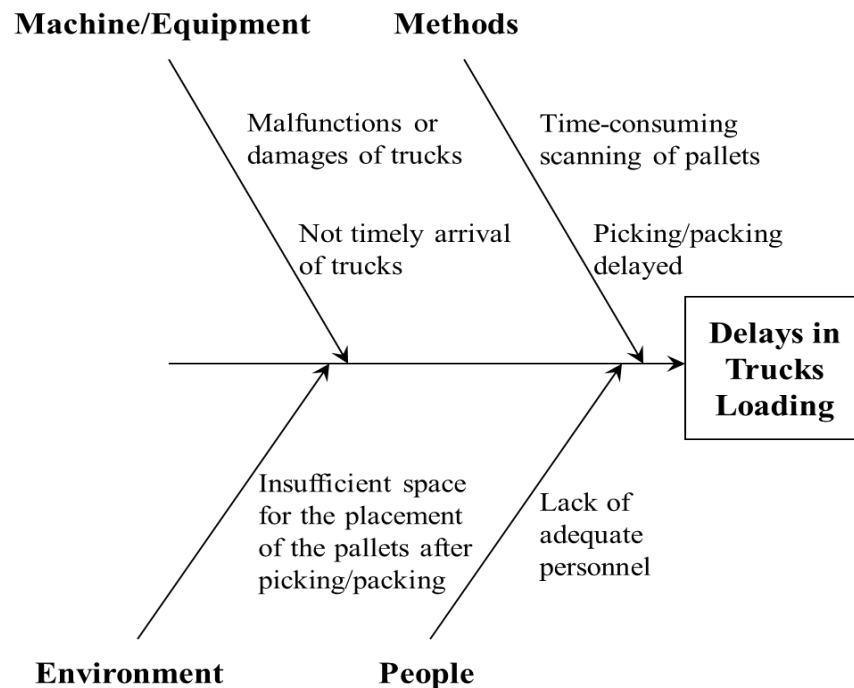 Machine/Equipment
Methods
Malfunctions or
damages of trucks
Time-consuming
scanning of pallets
Not timely arrival
of trucks
Picking/packing
delayed
Delays in
Trucks
Loading
Insufficient space
for the placement
of the pallets after
picking/packing
Lack of
adequate
personnel
Environment
People